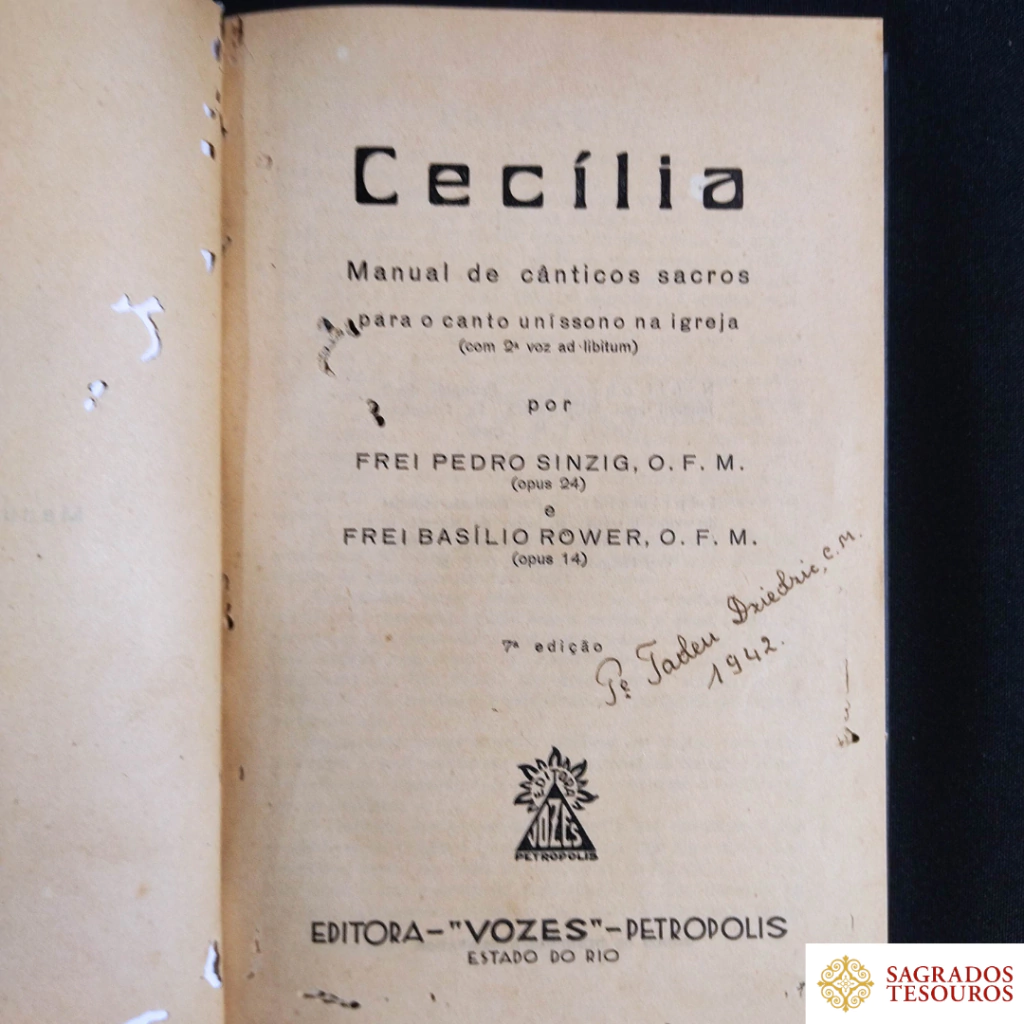 Cecília
Manual de cânticos sacros
para o canto uníssono na igreja
(com 2ª voz ad libitum)
por
FREI PEDRO SINZIG, O. F. M.
(opus 24)
e
FREI BASÍLIO ROWER, O. F. M.
(opus 14)
7ª edição
Pe. Tadeu Dziedzic, C.M.
1942.
EDITORA
VOZES
PETROPOLIS
EDITORA-"VOZES"-PETROPOLIS
ESTADO DO RIO
SAGRADOS
TESOUROS